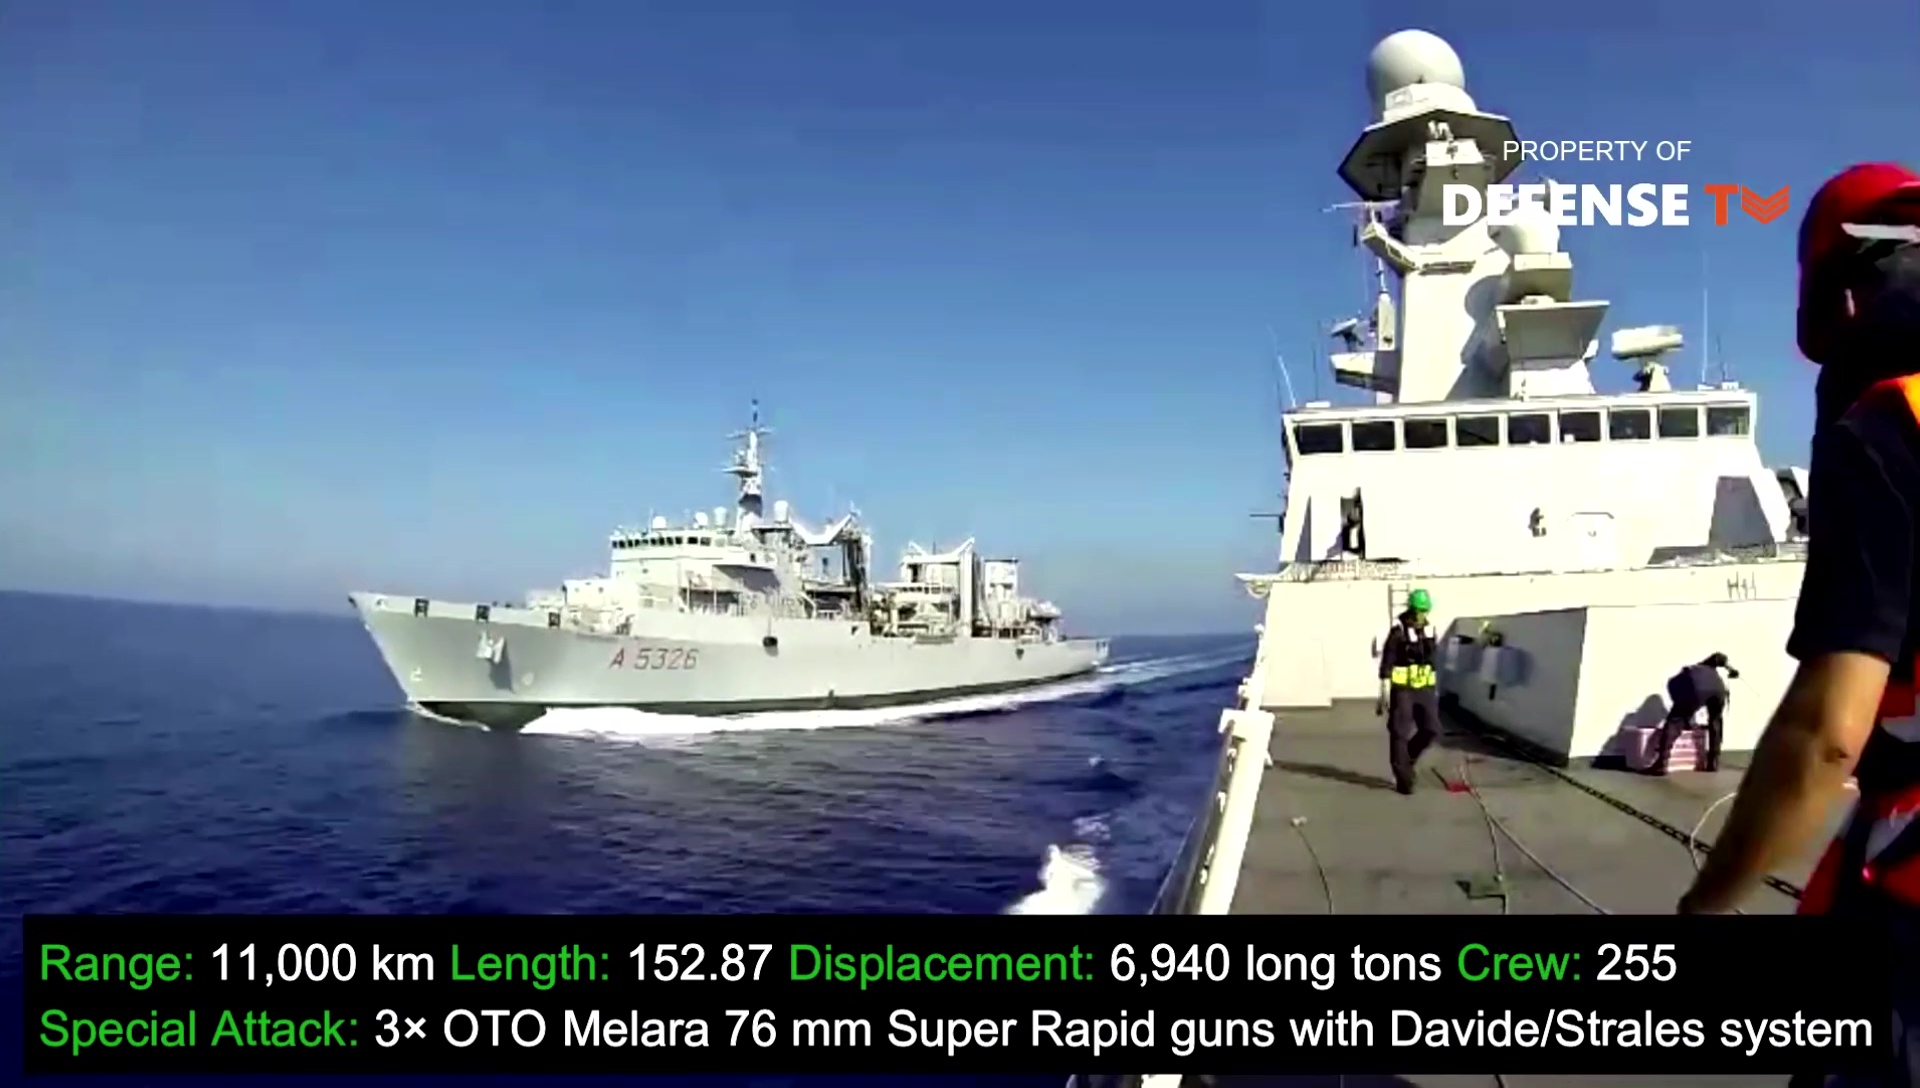 PROPERTY OF
DEFENSE TV
A 5326
Range: 11,000 km Length: 152.87 Displacement: 6,940 long tons Crew: 255
Special Attack: 3× OTO Melara 76 mm Super Rapid guns with Davide/Strales system